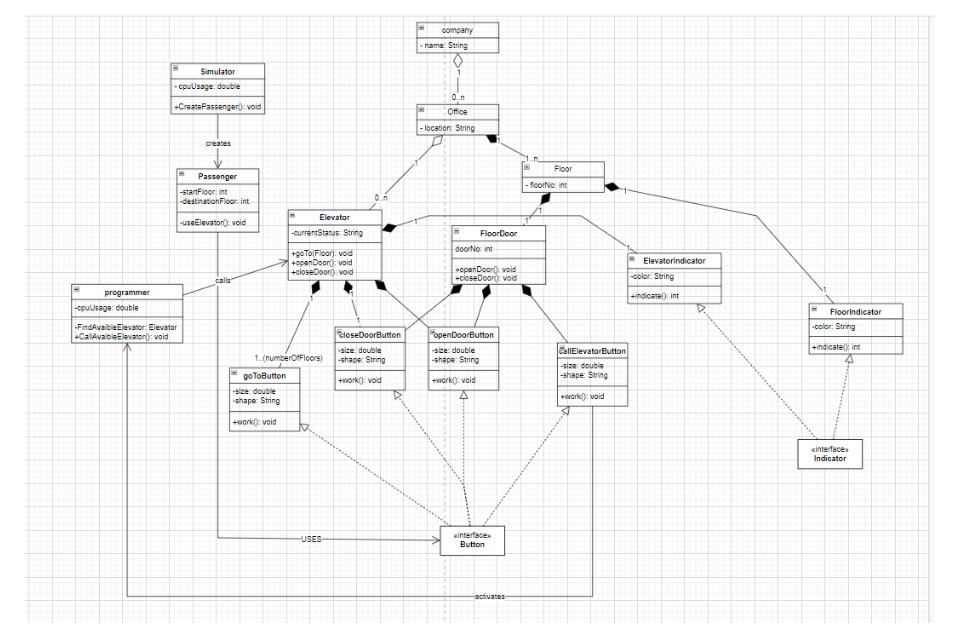 company
- name: String
1
0..n
Office
- location: String
1
1..n
Simulator
- cpuUsage: double
+CreatePassenger(): void
creates
Passenger
-startFloor: int
-destinationFloor: int
-useElevator(): void
1
0..n
Floor
- floorNo: int
1
1
1
Elevator
-currentStatus: String
+goTo(Floor): void
+openDoor(): void
+closeDoor(): void
1
1
FloorDoor
doorNo: int
+openDoor(): void
+closeDoor(): void
ElevatorIndicator
-color: String
+indicate(): int
1
FloorIndicator
-color: String
+indicate(): int
calls
programmer
-cpuUsage: double
-FindAvaibleElevator: Elevator
+CallAvaibleElevator(): void
1
1
1
1..(numberOfFloors)
goToButton
-size: double
-shape: String
+work(): void
closeDoorButton
-size: double
-shape: String
+work(): void
openDoorButton
-size: double
-shape: String
+work(): void
callElevatorButton
-size: double
-shape: String
+work(): void
«interface»
Indicator
USES
«interface»
Button
activates